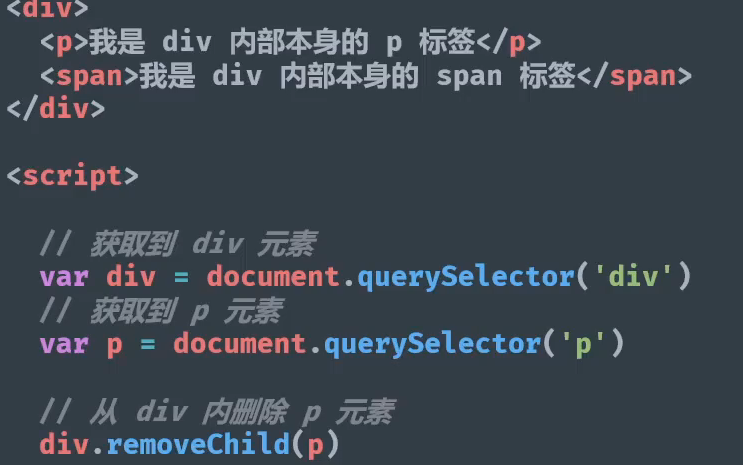 <div>
<p>我是 div 内部本身的 p 标签</p>
<span>我是 div 内部本身的 span 标签</span>
</div>
<script>
// 获取到 div 元素
var div = document.querySelector('div')
// 获取到 p 元素
var p = document.querySelector('p')
// 从 div 内删除 p 元素
div.removeChild(p)